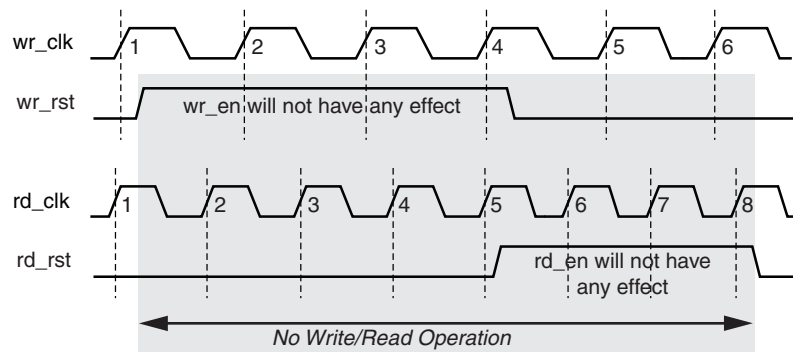 wr_clk 1 2 3 4 5 6
wr_rst wr_en will not have any effect
rd_clk 1 2 3 4 5 6 7 8
rd_rst rd_en will not have
any effect
No Write/Read Operation